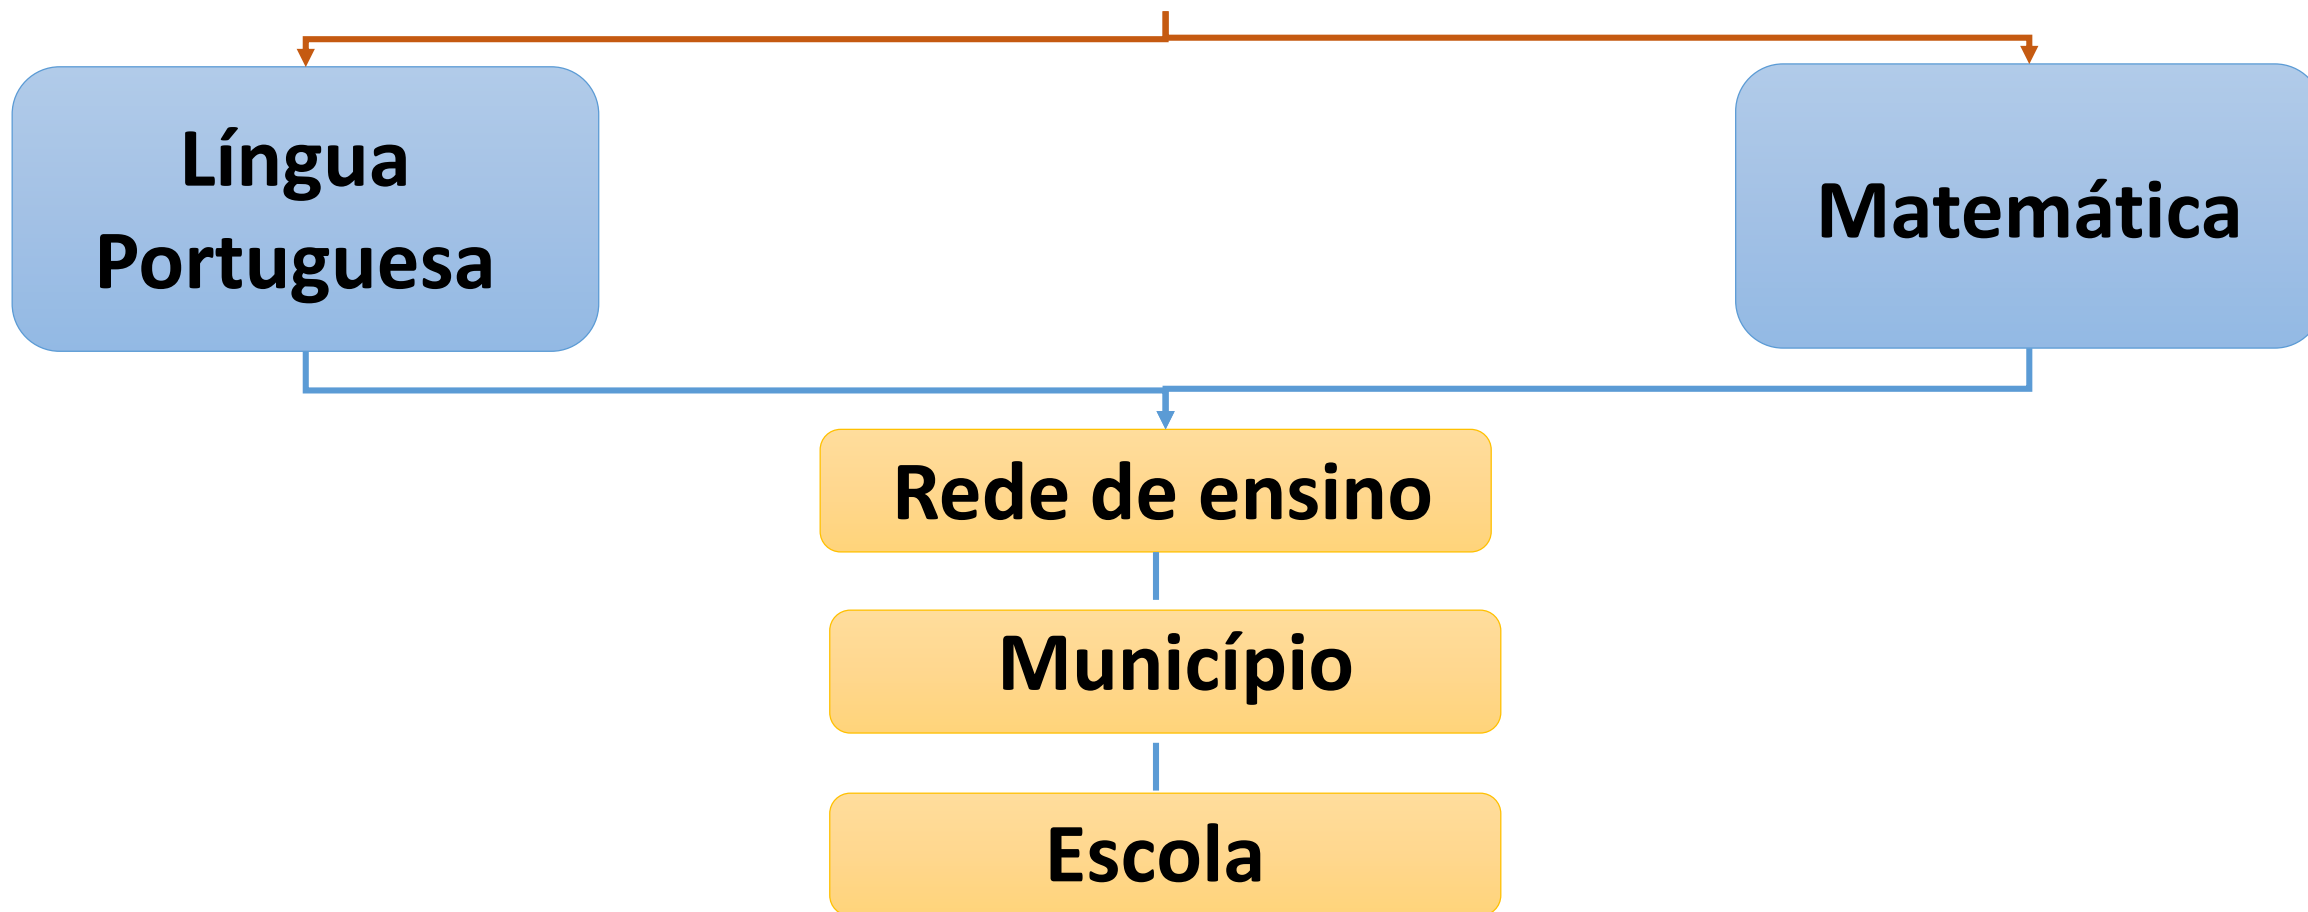 Língua
Portuguesa
Matemática
Rede de ensino
Município
Escola